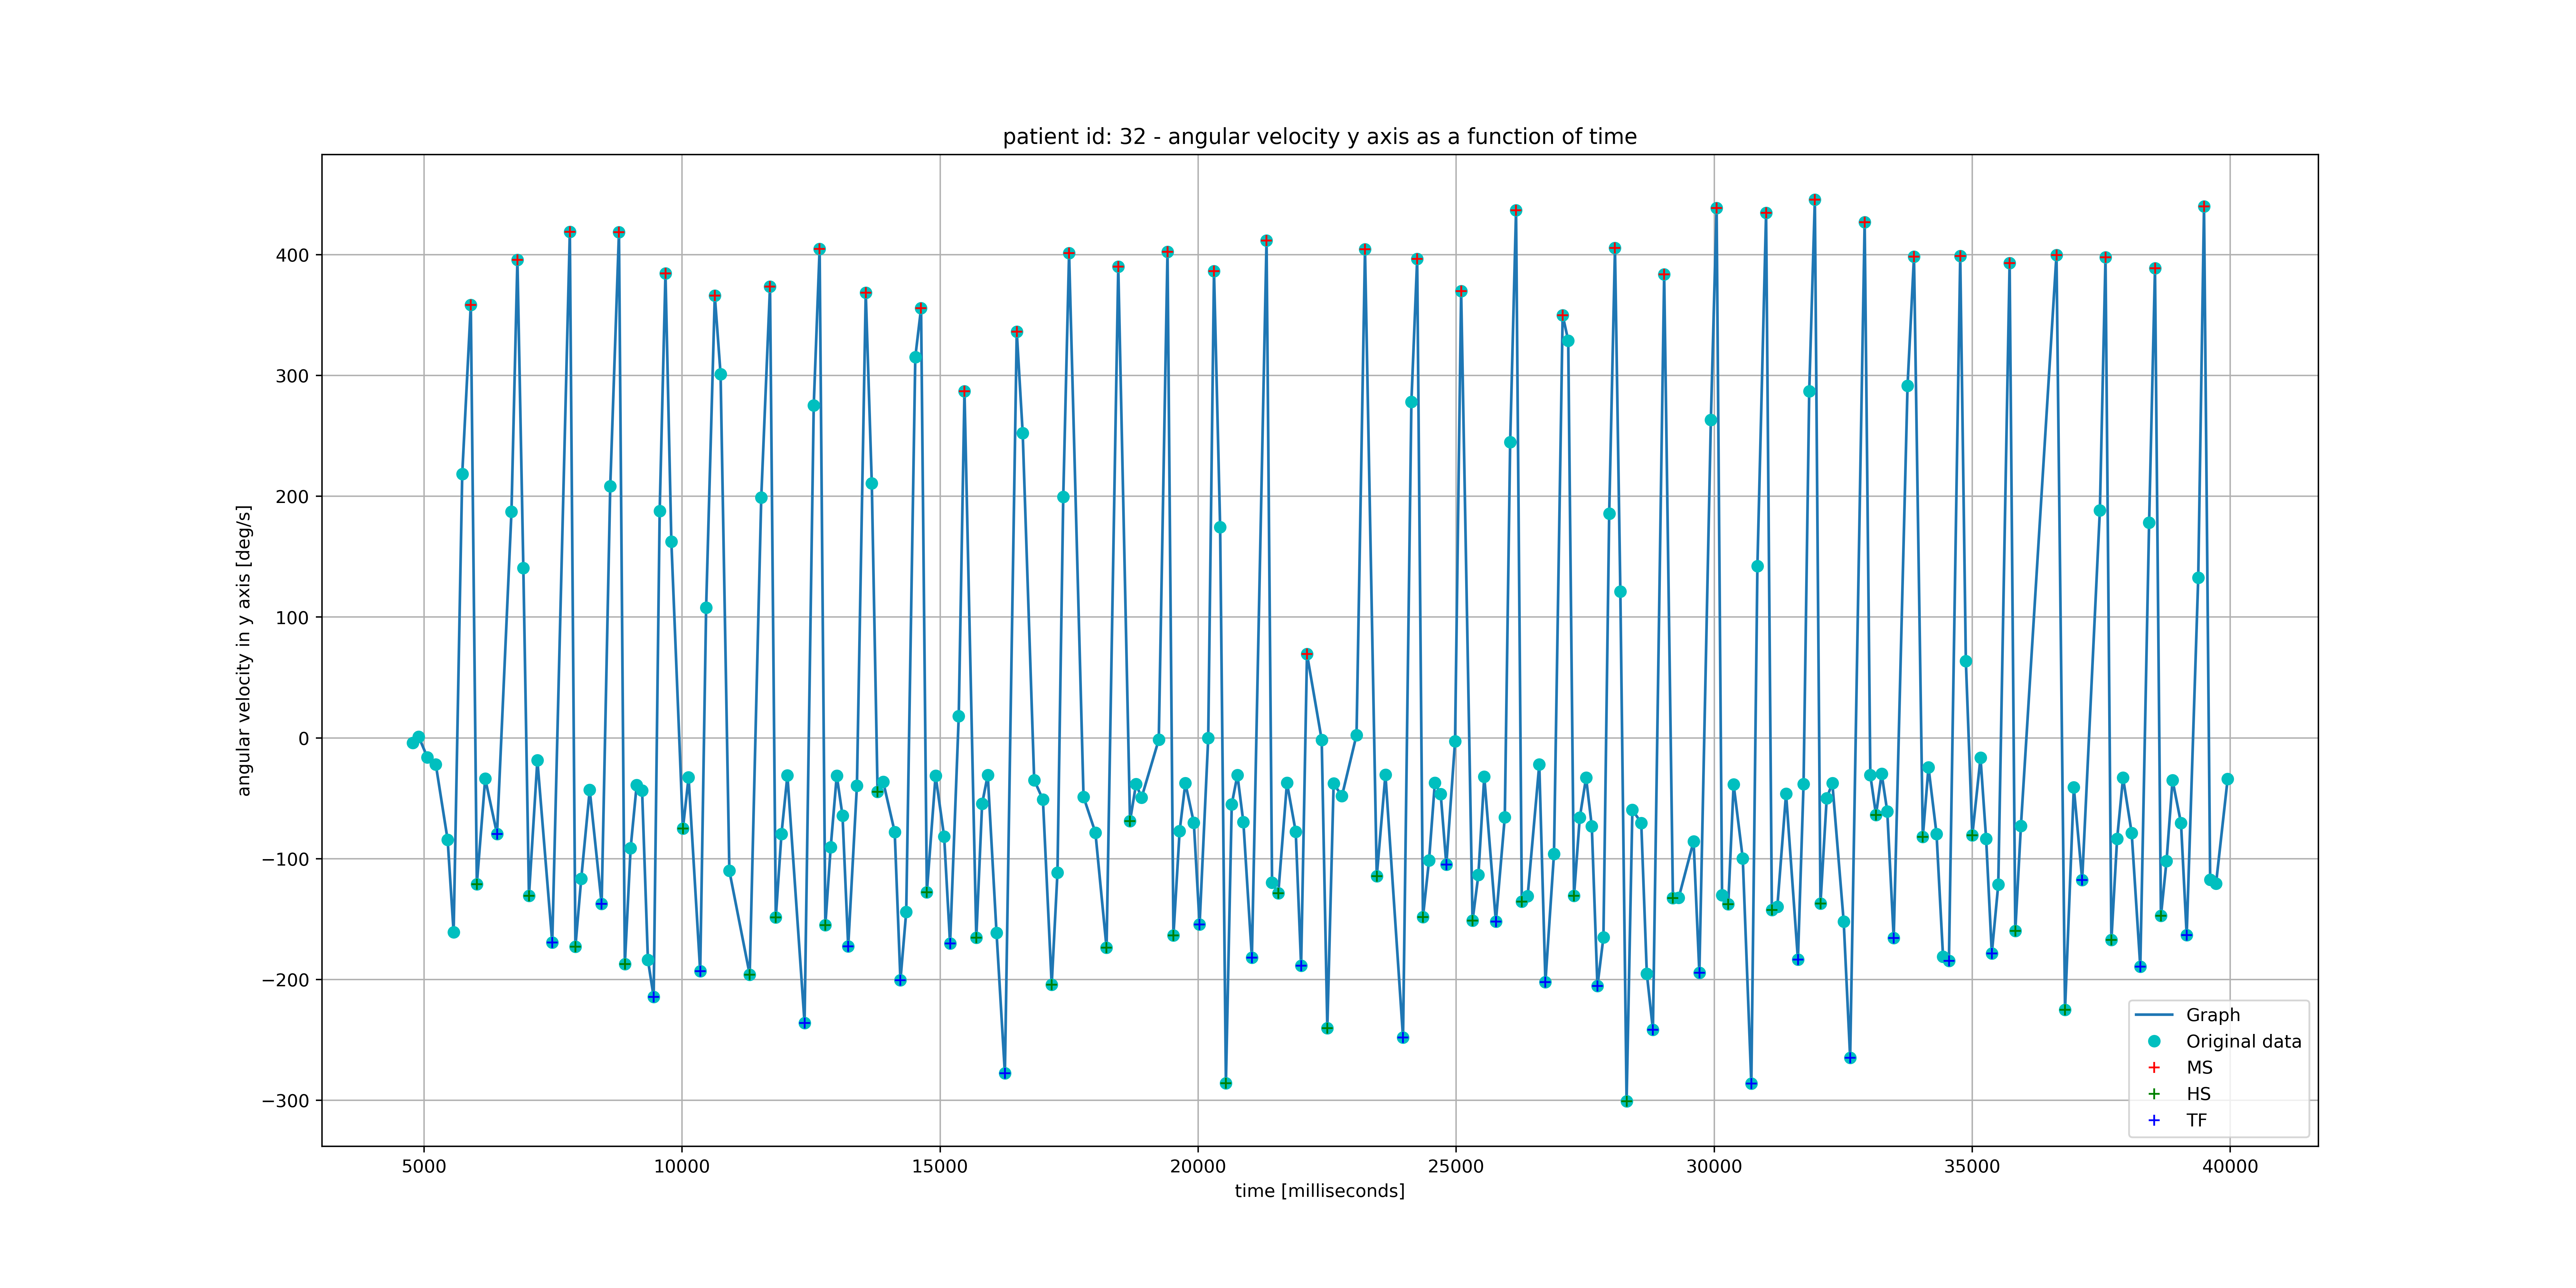 patient id: 32 - angular velocity y axis as a function of time
angular velocity in y axis [deg/s]
400
300
200
100
0
−100
−200
−300
5000 10000 15000 20000 25000 30000 35000 40000
time [milliseconds]
Graph
Original data
MS
HS
TF